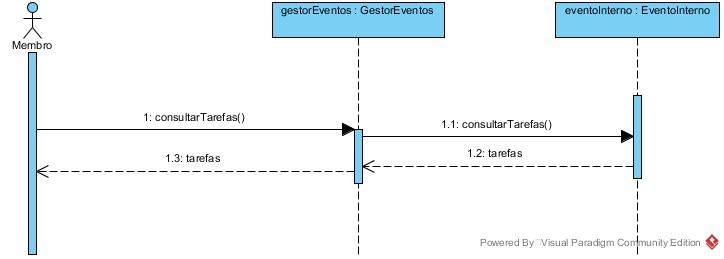 gestorEventos : GestorEventos
eventoInterno : EventoInterno
Membro
1: consultarTarefas()
1.1: consultarTarefas()
1.2: tarefas
1.3: tarefas
Powered By Visual Paradigm Community Edition